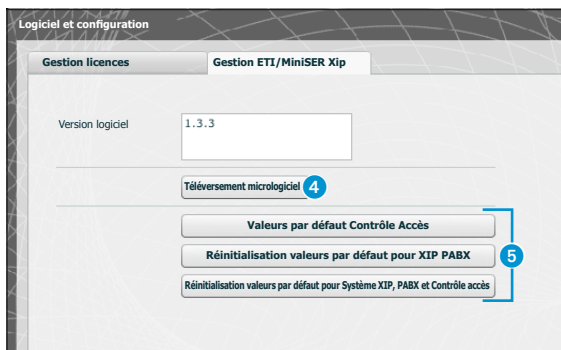 Logiciel et configuration
Gestion licences
Gestion ETI/MiniSER Xip
Version logiciel
1.3.3
Téléversement micrologiciel
4
Valeurs par défaut Contrôle Accès
Réinitialisation valeurs par défaut pour XIP PABX
5
Réinitialisation valeurs par défaut pour Système XIP, PABX et Contrôle accès